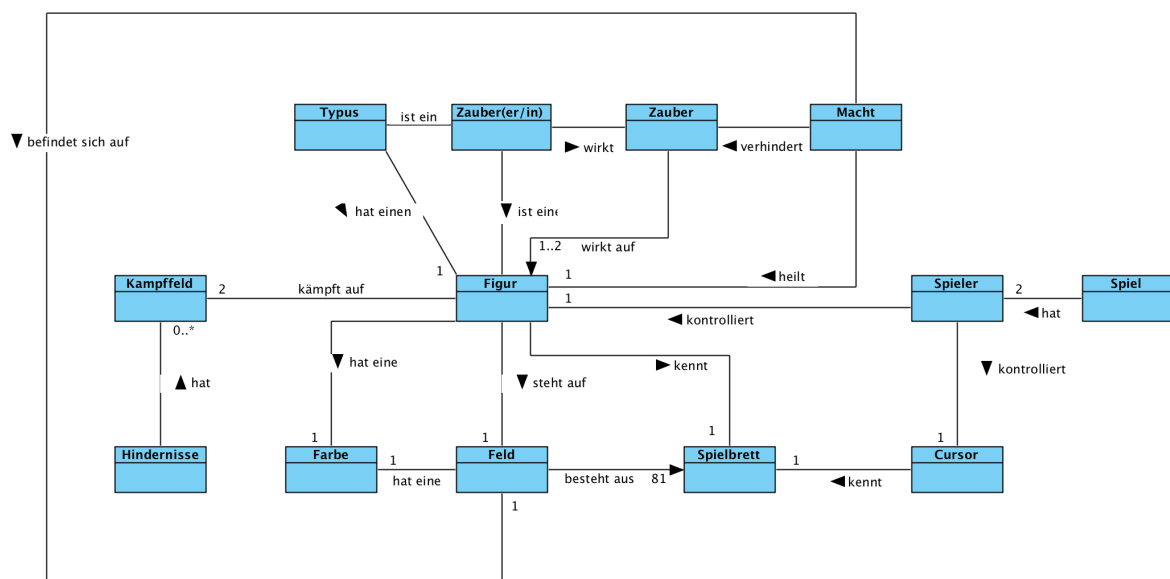 Typus
ist ein
Zauber(er/in)
Zauber
Macht
befindet sich auf
wirkt
verhindert
hat einen
ist eine
1..2
wirkt auf
1
1
heilt
Kampffeld
2
kämpft auf
Figur
1
Spieler
2
Spiel
kontrolliert
hat
0..*
hat eine
kennt
kontrolliert
hat
steht auf
1
1
1
1
Hindernisse
Farbe
1
Feld
Spielbrett
1
Cursor
hat eine
besteht aus
81
kennt
1